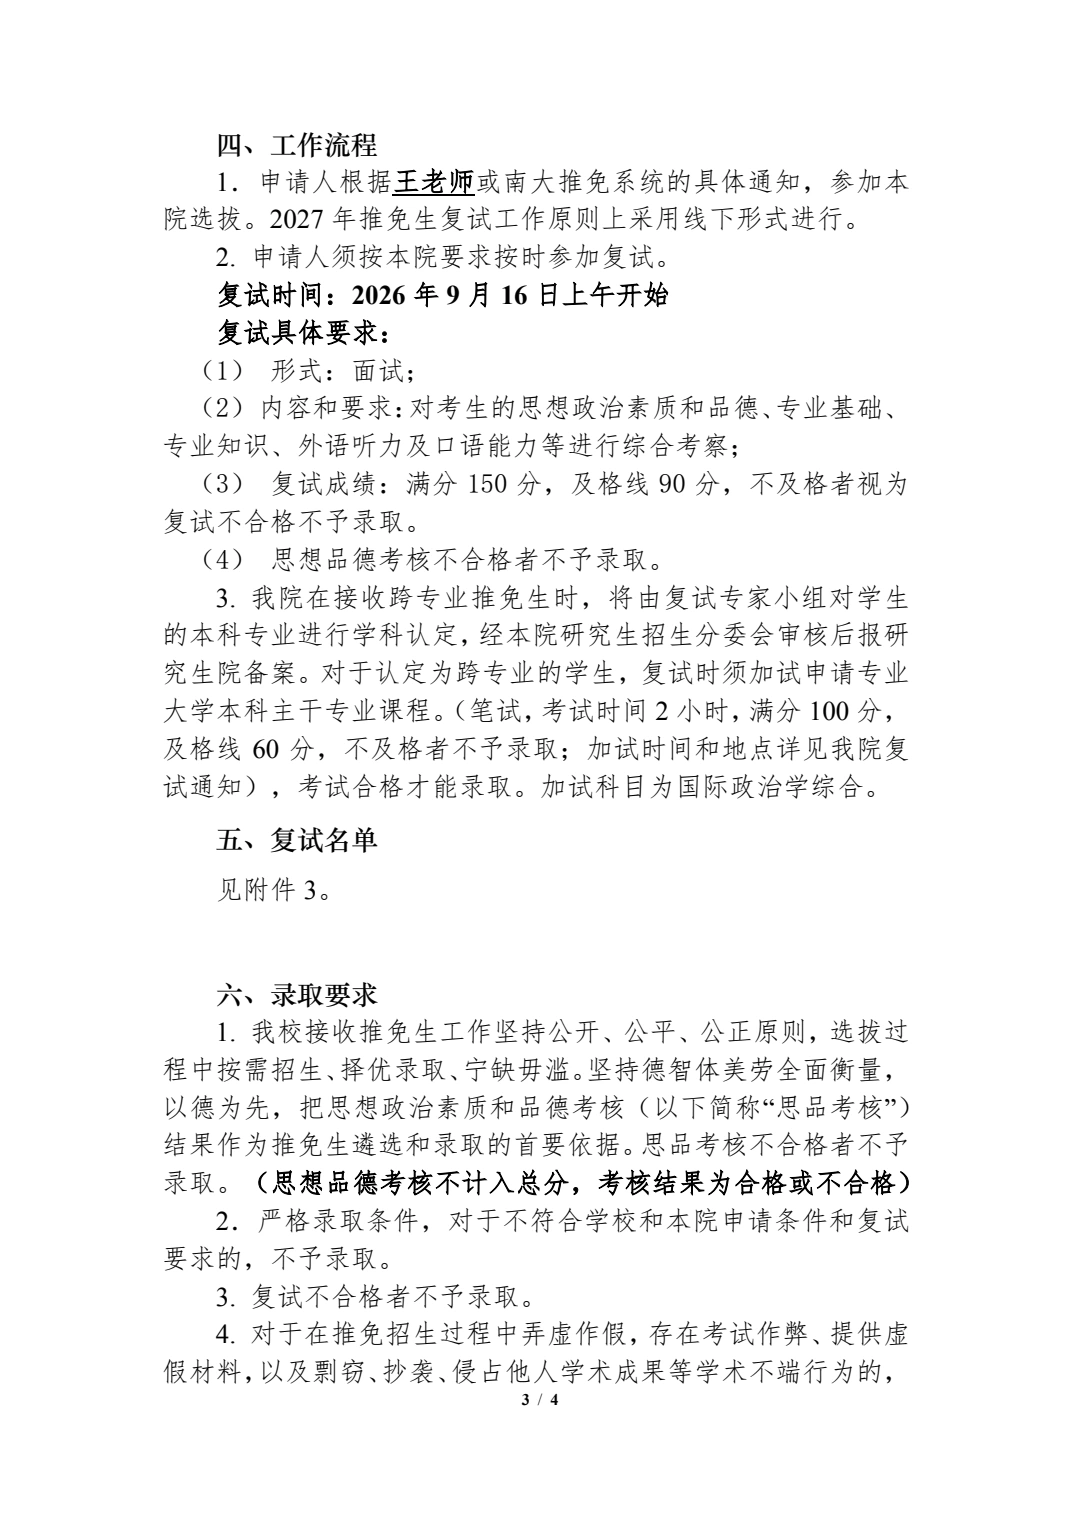 四、工作流程
1. 申请人根据王老师或南大推免系统的具体通知，参加本
院选拔。2027 年推免生复试工作原则上采用线下形式进行。
2. 申请人须按本院要求按时参加复试。
复试时间：2026 年 9 月 16 日上午开始
复试具体要求：
（1） 形式：面试；
（2）内容和要求：对考生的思想政治素质和品德、专业基础、
专业知识、外语听力及口语能力等进行综合考察；
（3） 复试成绩：满分 150 分，及格线 90 分，不及格者视为
复试不合格不予录取。
（4） 思想品德考核不合格者不予录取。
3. 我院在接收跨专业推免生时，将由复试专家小组对学生
的本科专业进行学科认定，经本院研究生招生分委会审核后报研
究生院备案。对于认定为跨专业的学生，复试时须加试申请专业
大学本科主干专业课程。（笔试，考试时间 2 小时，满分 100 分，
及格线 60 分，不及格者不予录取；加试时间和地点详见我院复
试通知），考试合格才能录取。加试科目为国际政治学综合。
五、复试名单
见附件 3。
六、录取要求
1. 我校接收推免生工作坚持公开、公平、公正原则，选拔过
程中按需招生、择优录取、宁缺毋滥。坚持德智体美劳全面衡量，
以德为先，把思想政治素质和品德考核（以下简称“思品考核”）
结果作为推免生遴选和录取的首要依据。思品考核不合格者不予
录取。（思想品德考核不计入总分，考核结果为合格或不合格）
2. 严格录取条件，对于不符合学校和本院申请条件和复试
要求的，不予录取。
3. 复试不合格者不予录取。
4. 对于在推免招生过程中弄虚作假，存在考试作弊、提供虚
假材料，以及剽窃、抄袭、侵占他人学术成果等学术不端行为的，
3 / 4